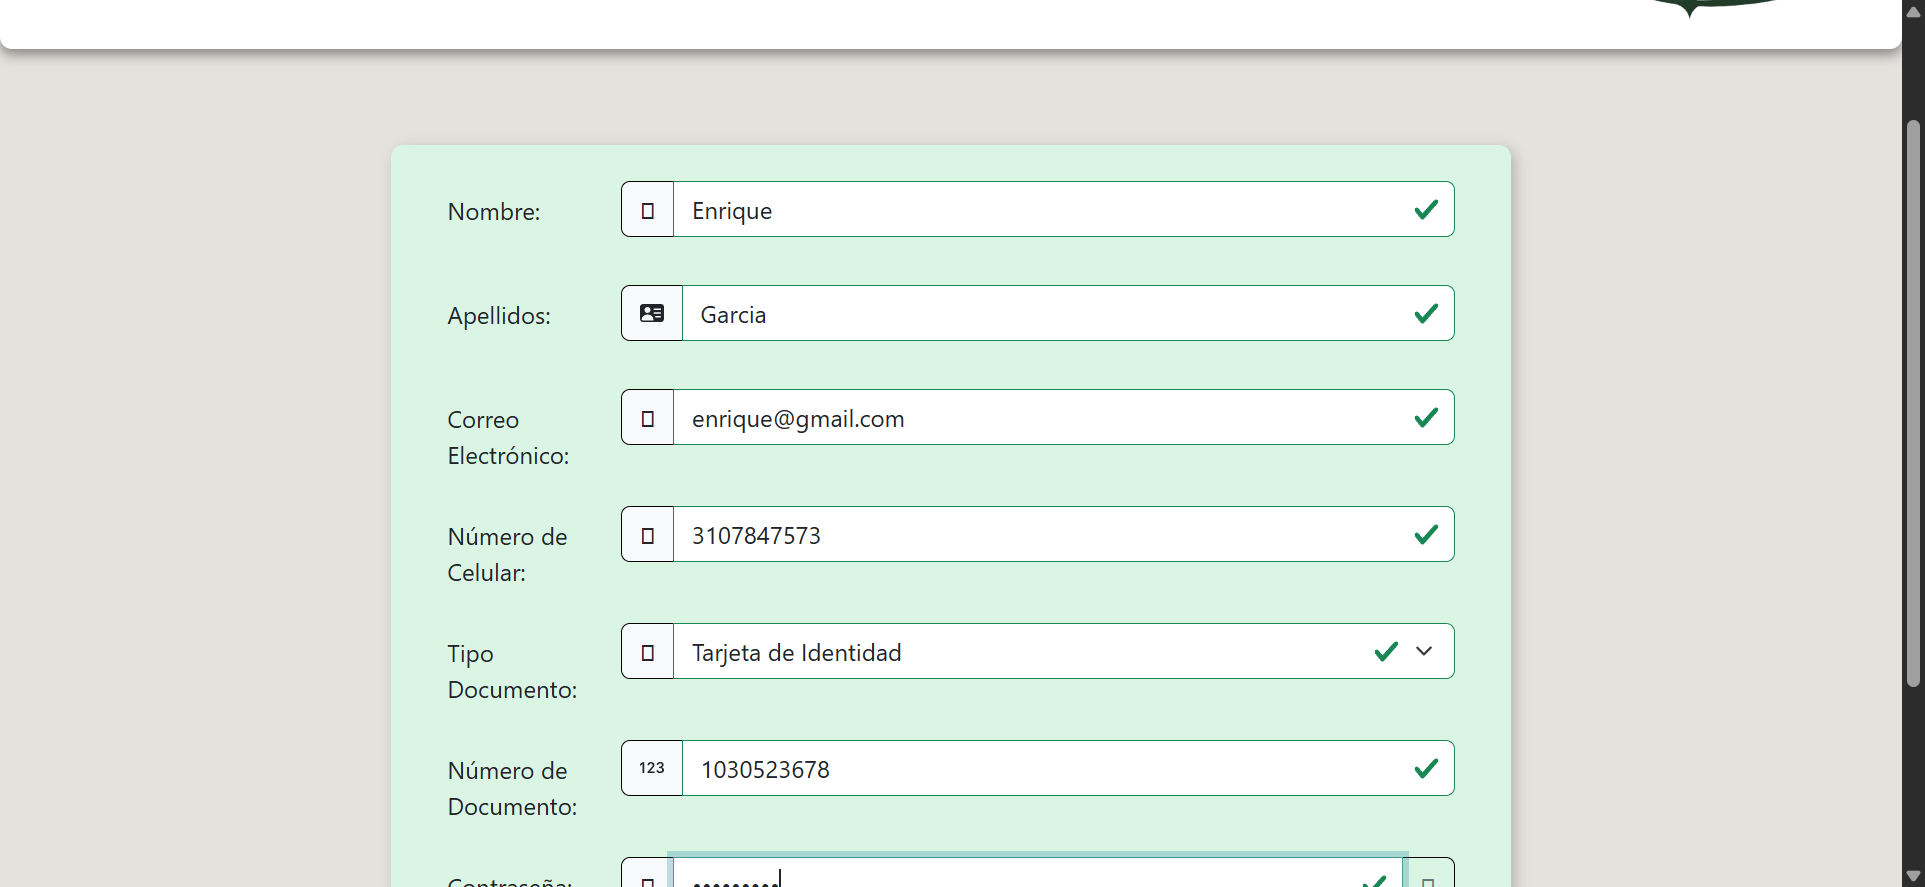 Nombre:
Enrique
Apellidos:
Garcia
Correo
Electrónico:
enrique@gmail.com
Número de
Celular:
3107847573
Tipo
Documento:
Tarjeta de Identidad
Número de
Documento:
123
1030523678
Contraseña:
•••••••••